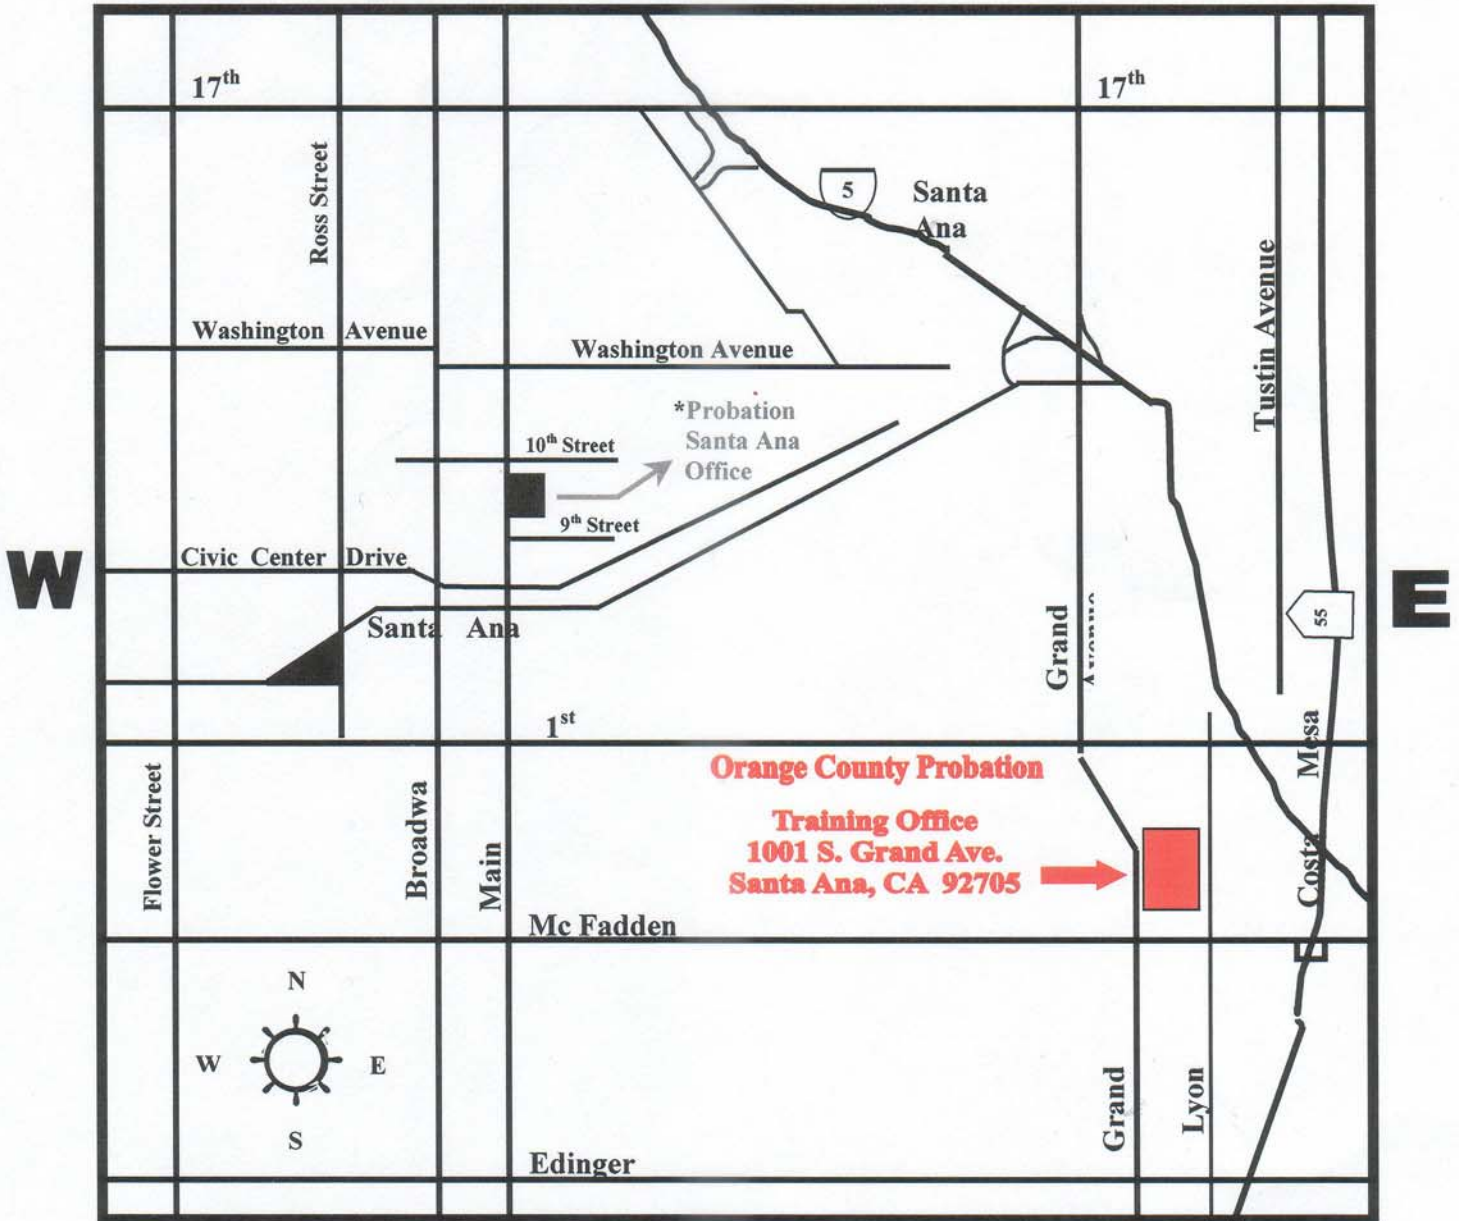 17th
17th
Ross Street
5
Santa
Ana
Tustin Avenue
Washington Avenue
Washington Avenue
*Probation
Santa Ana
Office
10th Street
9th Street
Civic Center Drive
W
E
55
Santa Ana
Grand
1st
Costa Mesa
Flower Street
Broadwa
Main
Orange County Probation
Training Office
1001 S. Grand Ave.
Santa Ana, CA 92705
Mc Fadden
N
W
E
S
Grand
Lyon
Edinger